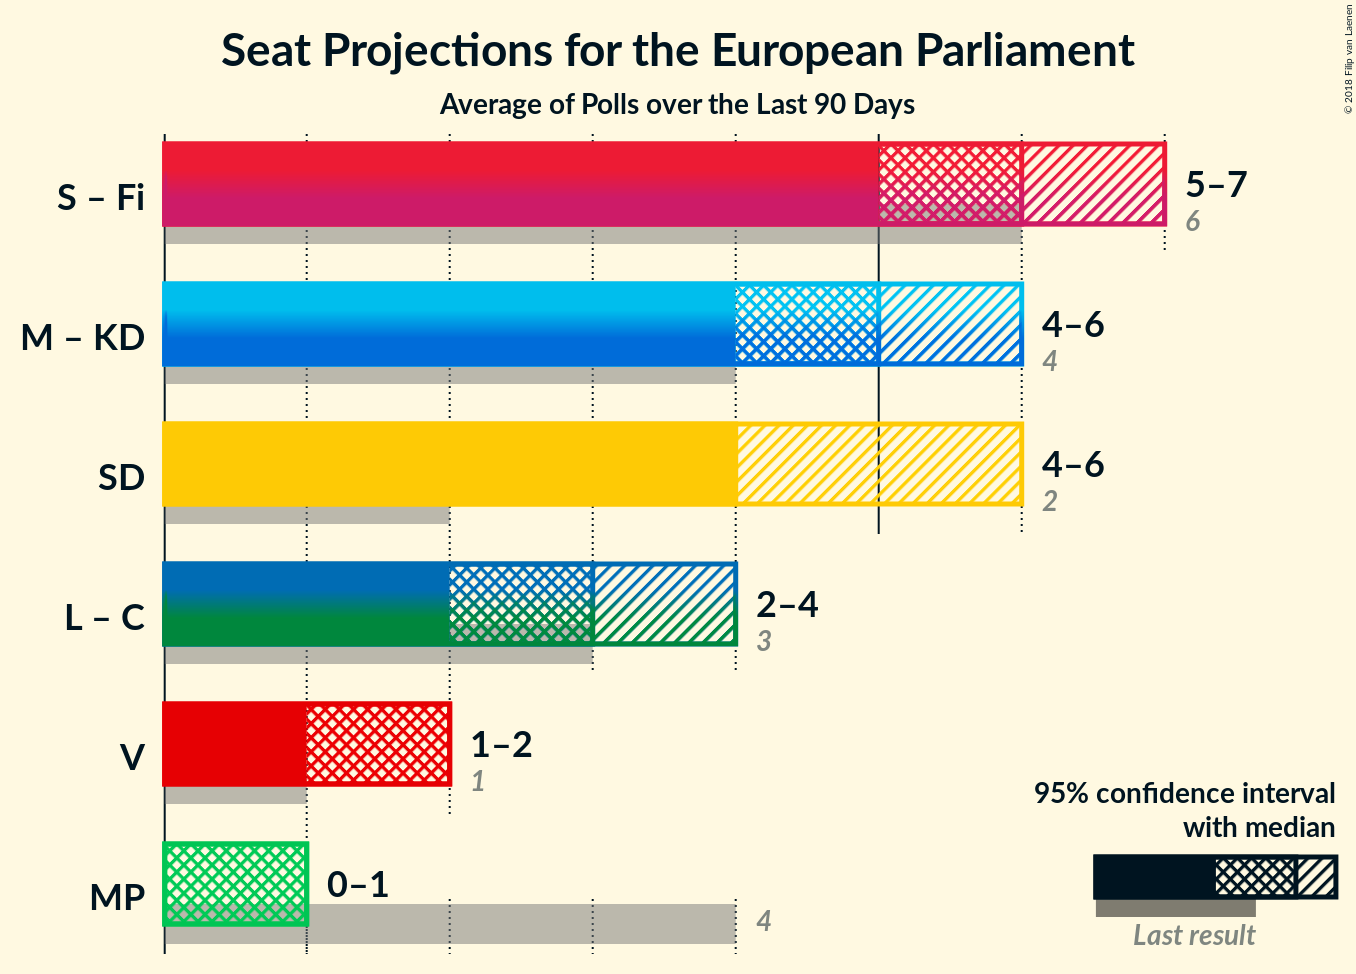 Seat Projections for the European Parliament
Average of Polls over the Last 90 Days
© 2018 Filip van Laenen
S – Fi
5–7
6
M – KD
4–6
4
SD
4–6
2
L – C
2–4
3
V
1–2
1
MP
0–1
4
95% confidence interval
with median
Last result